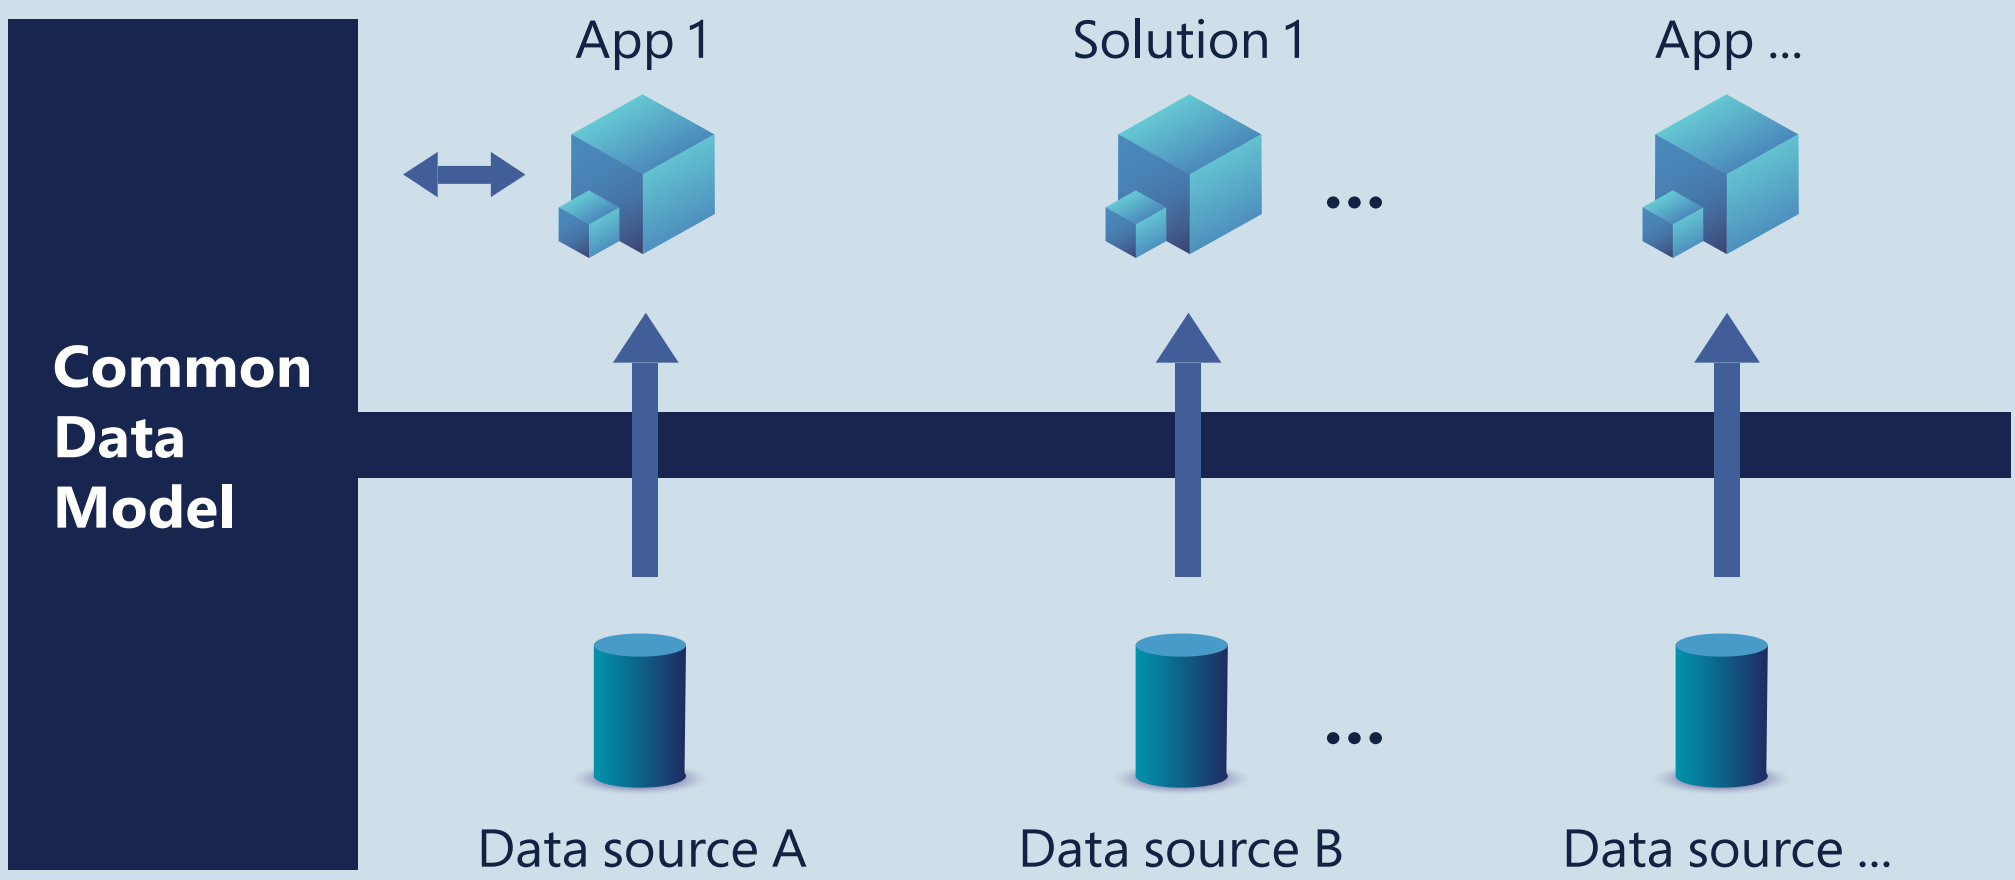 App 1
Solution 1
App ...
...
Common
Data
Model
...
Data source A
Data source B
Data source ...